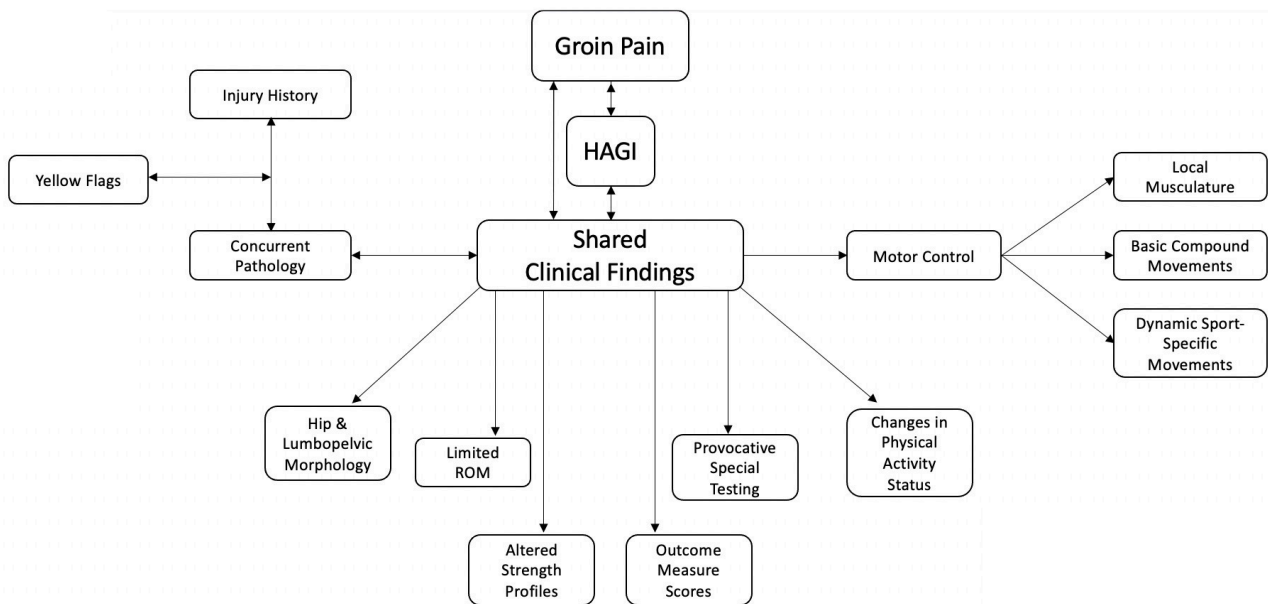 Groin Pain
Injury History
HAGI
Yellow Flags
Local
Musculature
Concurrent
Pathology
Shared
Clinical Findings
Motor Control
Basic Compound
Movements
Dynamic Sport-
Specific
Movements
Hip &
Lumbopelvic
Morphology
Limited
ROM
Provocative
Special
Testing
Changes in
Physical
Activity
Status
Altered
Strength
Profiles
Outcome
Measure
Scores